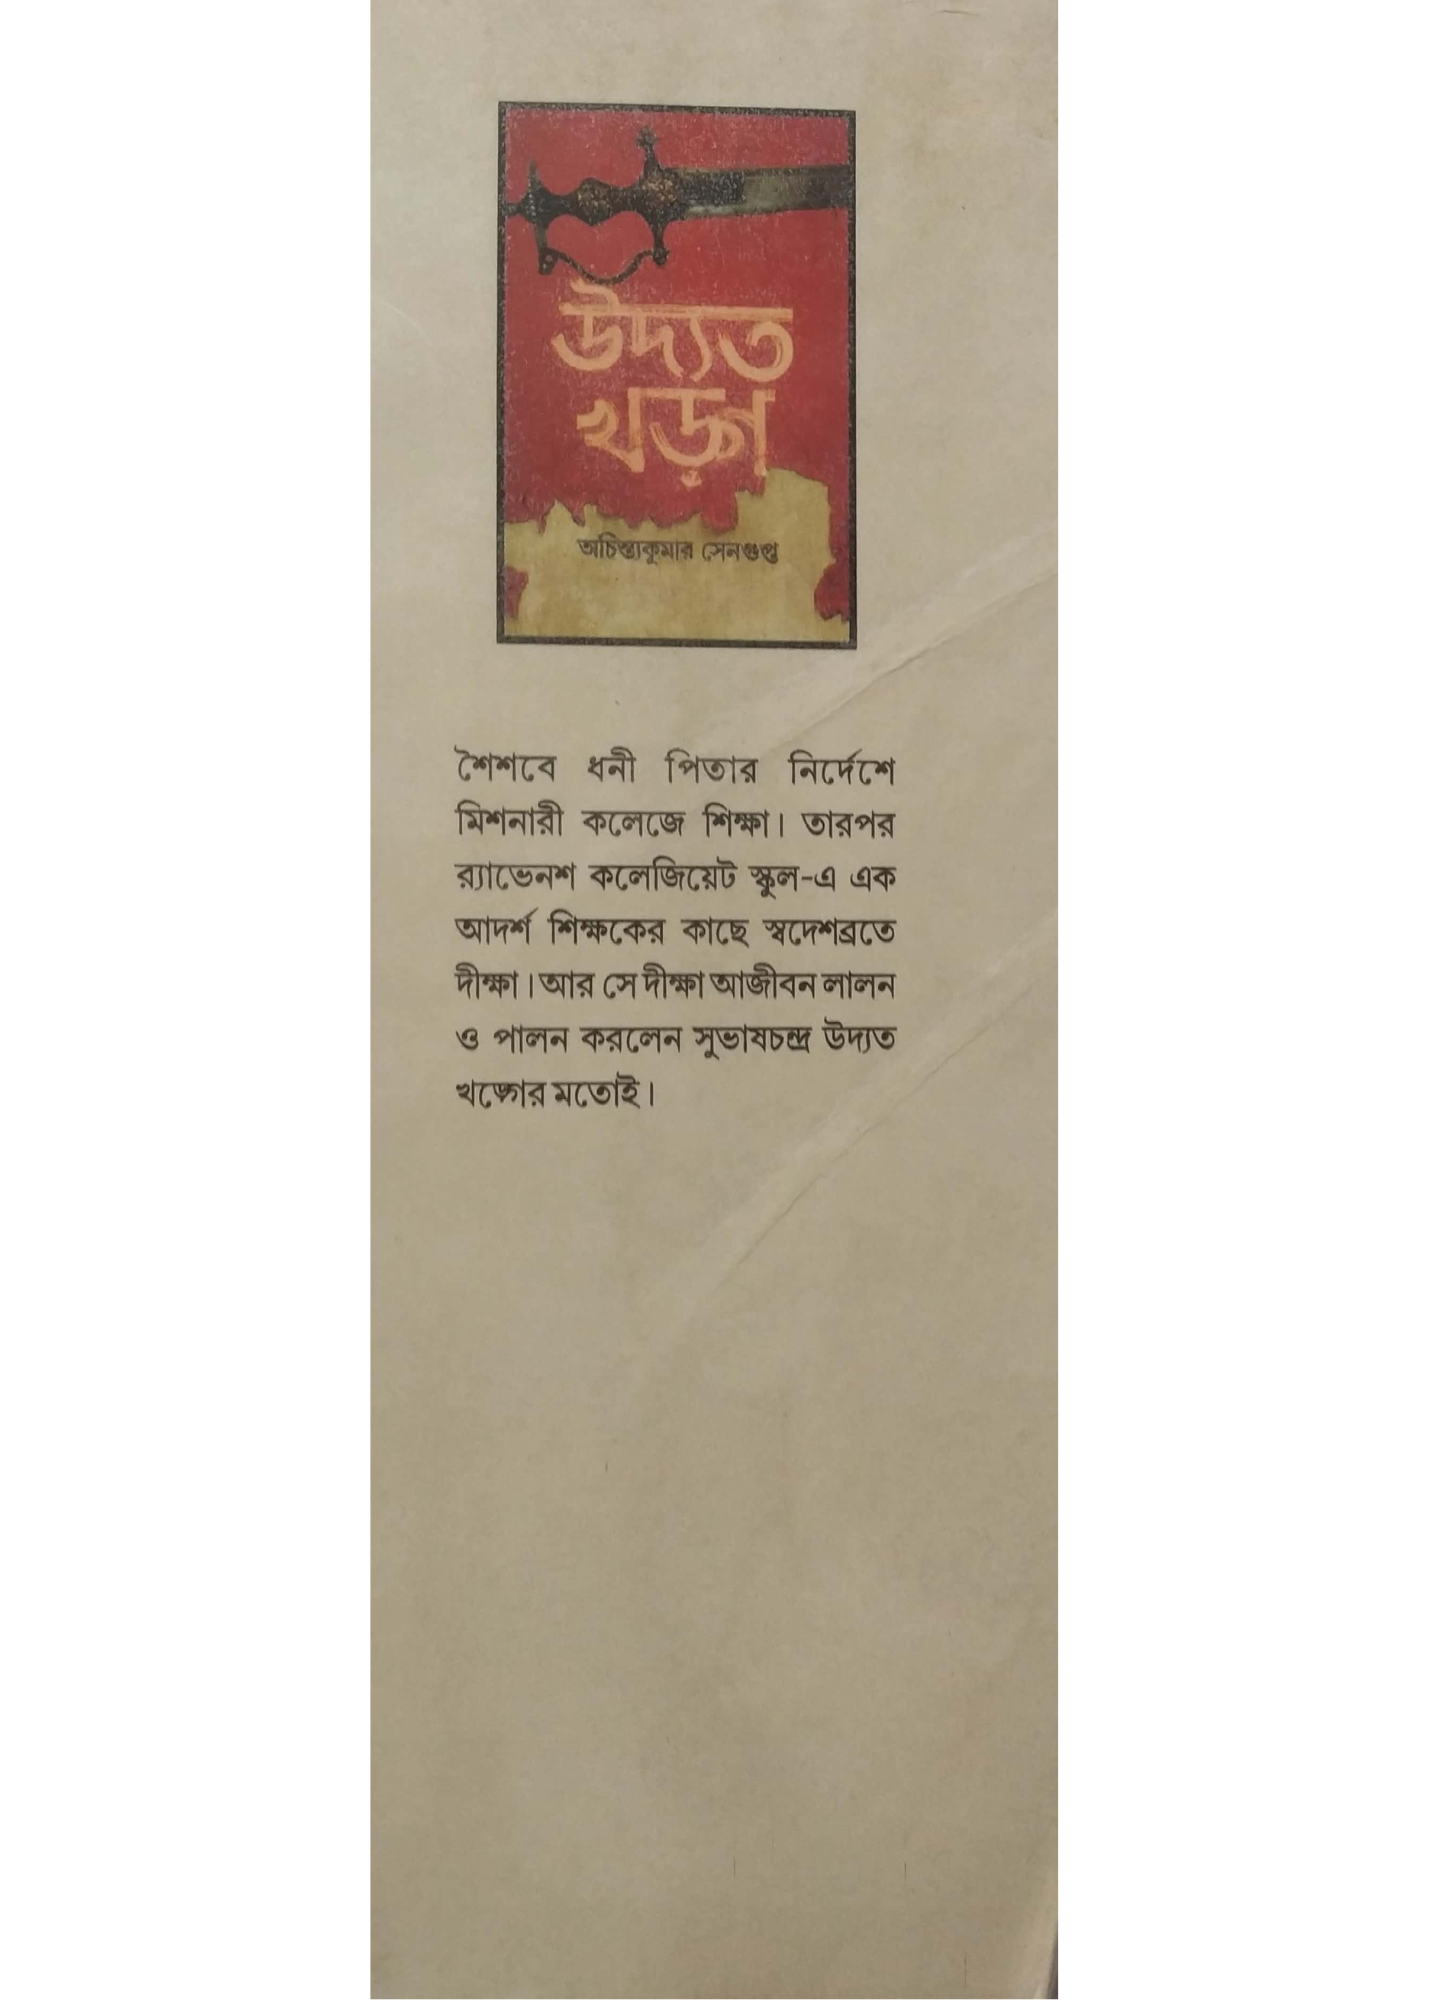 উদ্যত
খড়্গ
অচিন্ত্যকুমার সেনগুপ্ত
শৈশবে ধনী পিতার নির্দেশে
মিশনারী কলেজে শিক্ষা। তারপর
র‍্যাভেনশ কলেজিয়েট স্কুল-এ এক
আদর্শ শিক্ষকের কাছে স্বদেশব্রতে
দীক্ষা। আর সে দীক্ষা আজীবন লালন
ও পালন করলেন সুভাষচন্দ্র উদ্যত
খড়্গের মতোই।